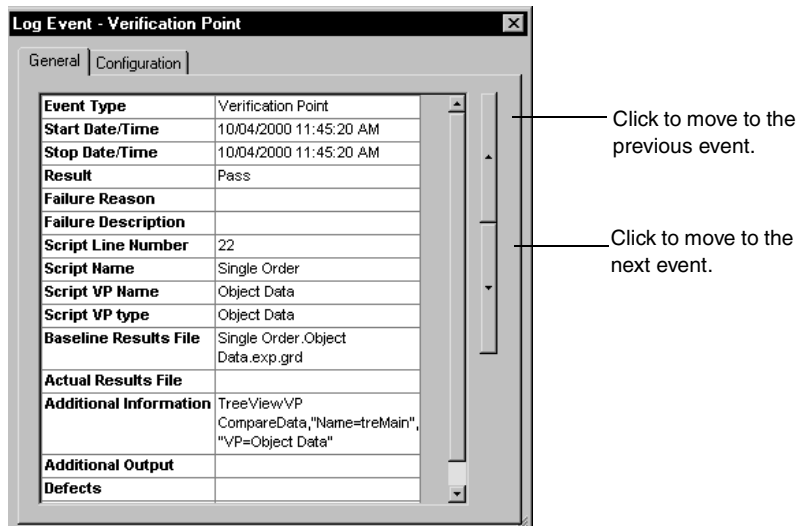 Log Event - Verification Point
General
Configuration
Event Type Verification Point
Start Date/Time 10/04/2000 11:45:20 AM
Stop Date/Time 10/04/2000 11:45:20 AM
Result Pass
Failure Reason
Failure Description
Script Line Number 22
Script Name Single Order
Script VP Name Object Data
Script VP type Object Data
Baseline Results File Single Order.Object
Data.exp.grd
Actual Results File
Additional Information TreeViewVP
CompareData,"Name=treMain",
"VP=Object Data"
Additional Output
Defects
Click to move to the
previous event.
Click to move to the
next event.